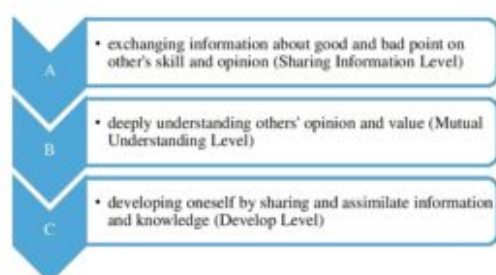 A
• exchanging information about good and bad point on
other's skill and opinion (Sharing Information Level)
B
• deeply understanding others' opinion and value (Mutual
Understanding Level)
C
• developing oneself by sharing and assimilate information
and knowledge (Develop Level)